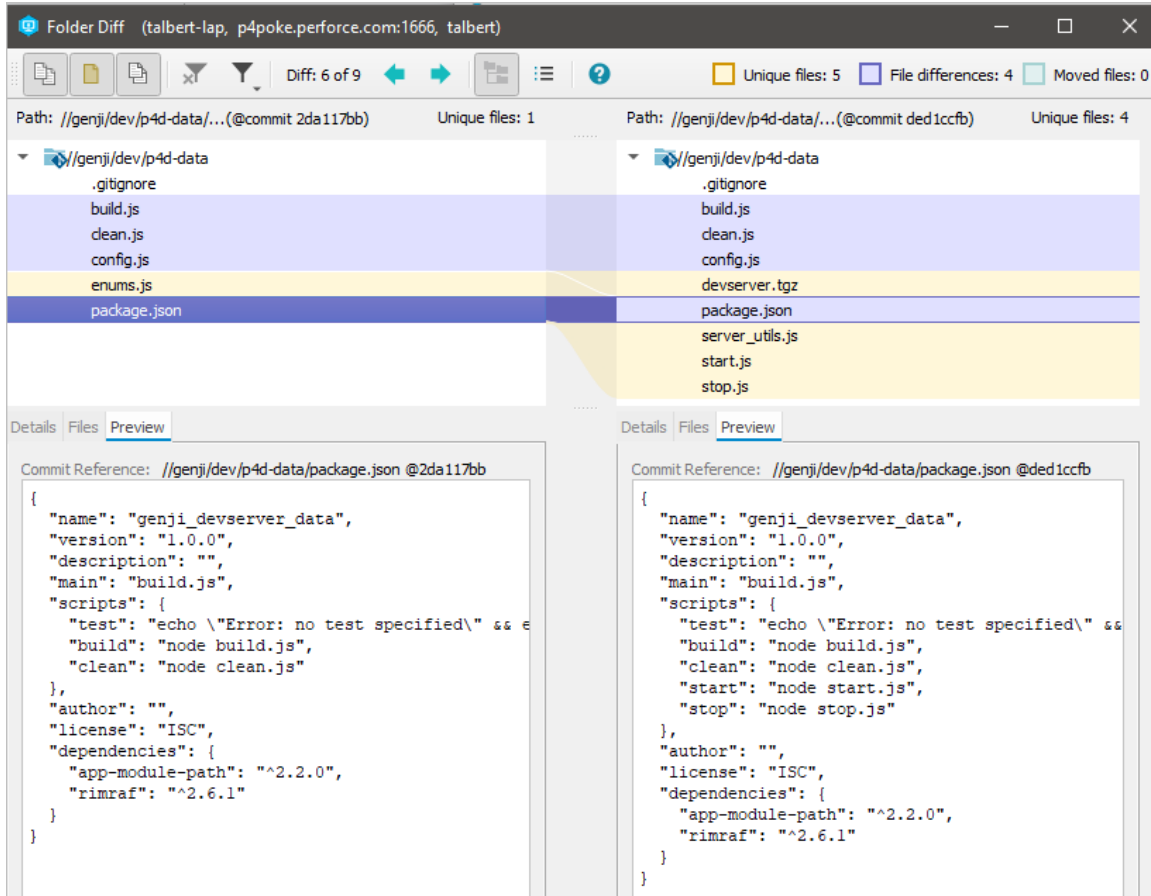 Folder Diff (talbert-lap, p4poke.perforce.com:1666, talbert)
Diff: 6 of 9
Unique files: 5 File differences: 4 Moved files: 0
Path: //genji/dev/p4d-data/...(@commit 2da117bb) Unique files: 1
//genji/dev/p4d-data
.gitignore
build.js
clean.js
config.js
enums.js
package.json
Path: //genji/dev/p4d-data/...(@commit ded1ccfb) Unique files: 4
//genji/dev/p4d-data
.gitignore
build.js
clean.js
config.js
devserver.tgz
package.json
server_utils.js
start.js
stop.js
Details Files Preview
Commit Reference: //genji/dev/p4d-data/package.json @2da117bb
{
"name": "genji_devserver_data",
"version": "1.0.0",
"description": "",
"main": "build.js",
"scripts": {
"test": "echo \"Error: no test specified\" && e
"build": "node build.js",
"clean": "node clean.js"
},
"author": "",
"license": "ISC",
"dependencies": {
"app-module-path": "^2.2.0",
"rimraf": "^2.6.1"
}
}
Details Files Preview
Commit Reference: //genji/dev/p4d-data/package.json @ded1ccfb
{
"name": "genji_devserver_data",
"version": "1.0.0",
"description": "",
"main": "build.js",
"scripts": {
"test": "echo \"Error: no test specified\" &&
"build": "node build.js",
"clean": "node clean.js",
"start": "node start.js",
"stop": "node stop.js"
},
"author": "",
"license": "ISC",
"dependencies": {
"app-module-path": "^2.2.0",
"rimraf": "^2.6.1"
}
}